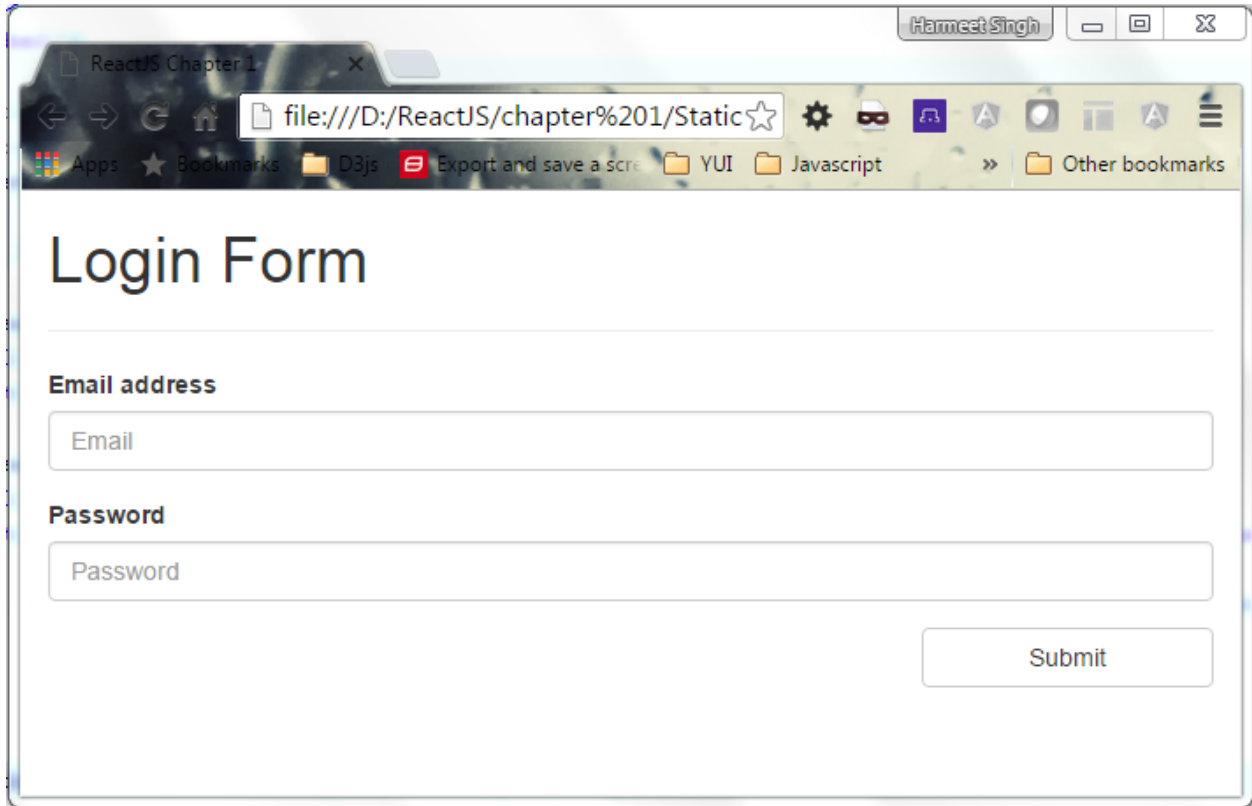 Harmeet Singh
ReactJS Chapter 1
file:///D:/ReactJS/chapter%201/Static
Apps Bookmarks D3js Export and save a scre YUI Javascript » Other bookmarks
Login Form
Email address
Email
Password
Password
Submit